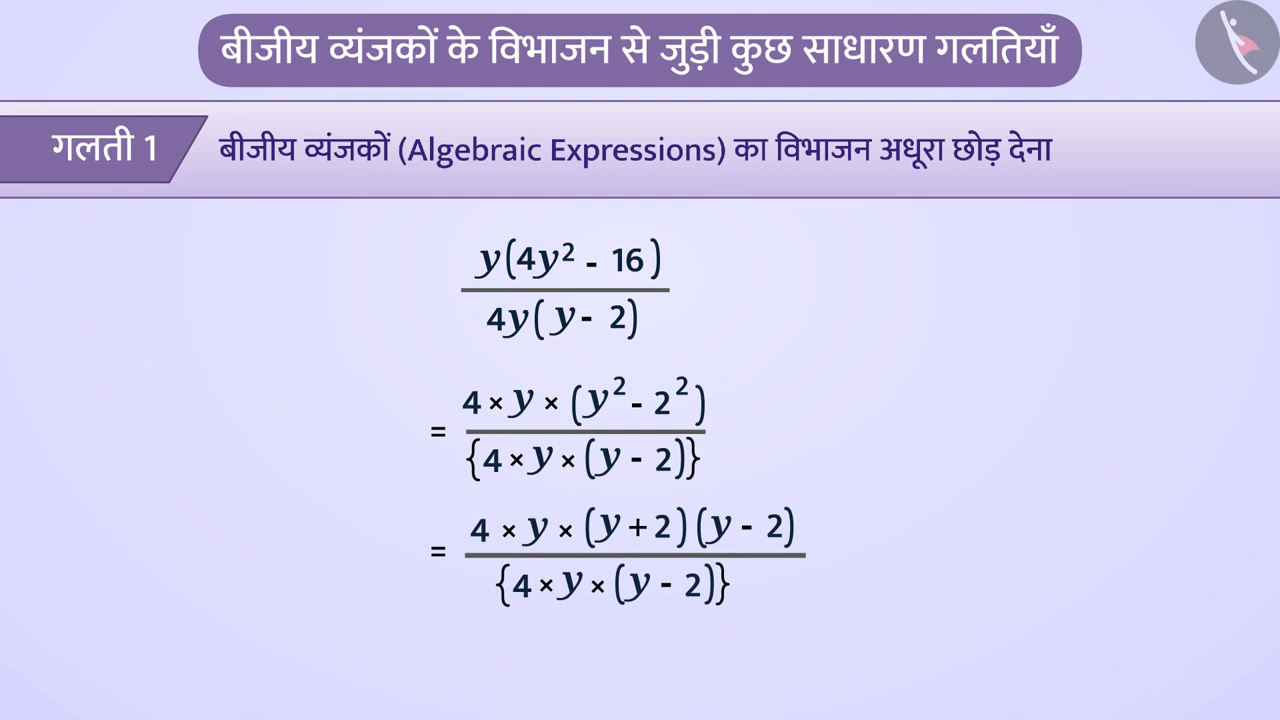 बीजीय व्यंजकों के विभाजन से जुड़ी कुछ साधारण गलतियाँ
गलती 1 बीजीय व्यंजकों (Algebraic Expressions) का विभाजन अधूरा छोड़ देना
y(4y² - 16)
4y( y - 2)
= 4 × y × (y² - 2²)
{4 × y × (y - 2)}
= 4 × y × (y + 2) (y - 2)
{4 × y × (y - 2)}